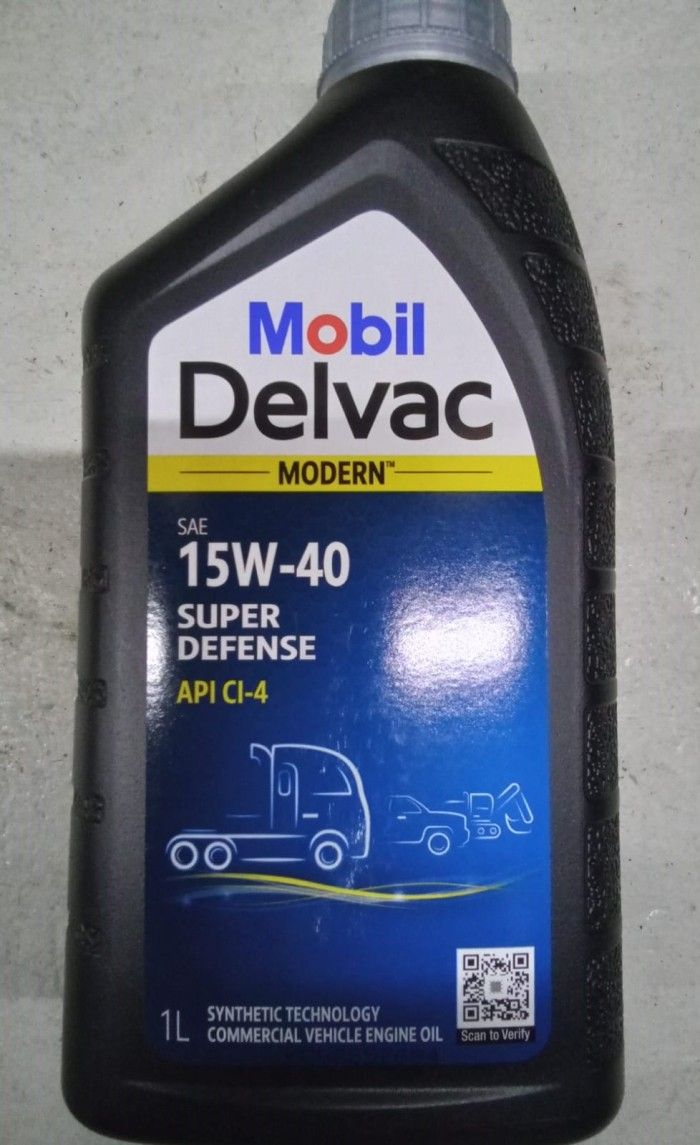 Mobil
Delvac
MODERN™
SAE
15W-40
SUPER
DEFENSE
API CI-4
1L
SYNTHETIC TECHNOLOGY
COMMERCIAL VEHICLE ENGINE OIL
Scan to Verify